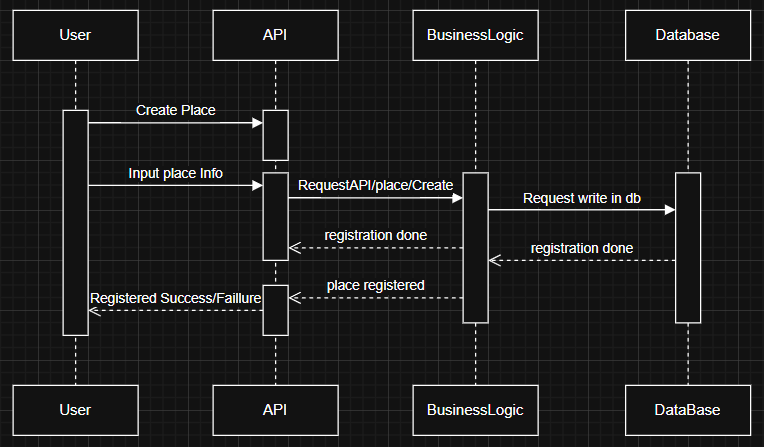 User
API
BusinessLogic
Database
Create Place
Input place Info
RequestAPI/place/Create
Request write in db
registration done
registration done
place registered
Registered Success/Faillure
User
API
BusinessLogic
DataBase